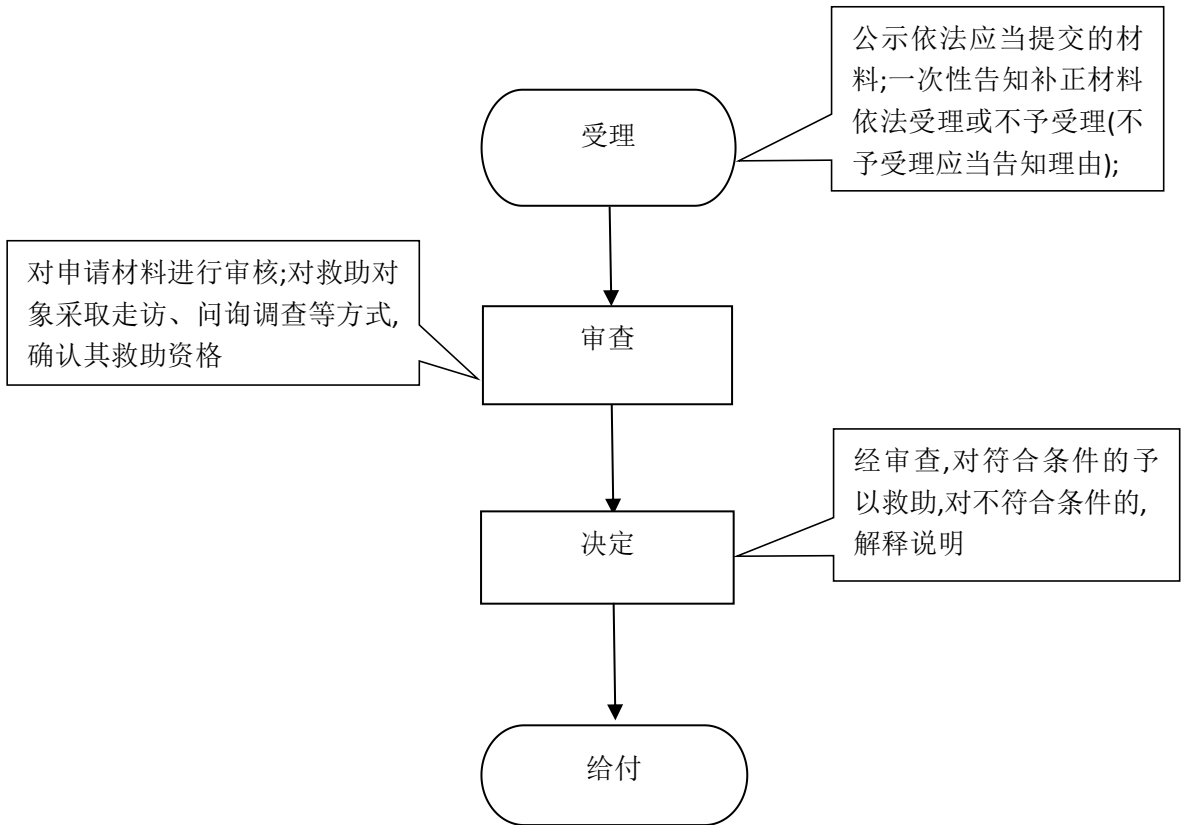 公示依法应当提交的材
料;一次性告知补正材料
依法受理或不予受理(不
予受理应当告知理由);
受理
对申请材料进行审核;对救助对
象采取走访、问询调查等方式,
确认其救助资格
审查
经审查,对符合条件的予
以救助,对不符合条件的,
解释说明
决定
给付